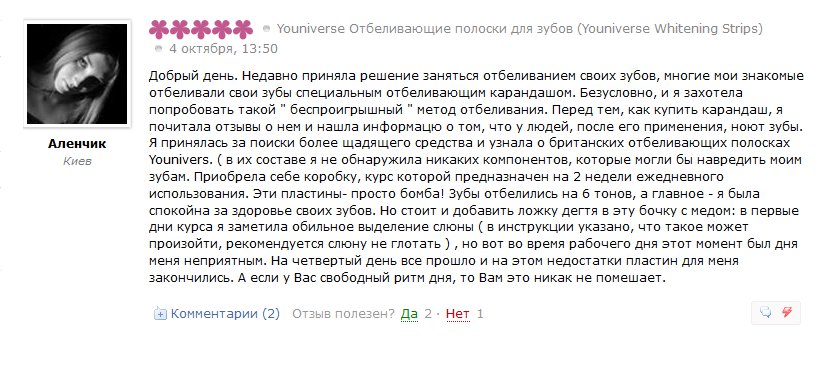 Youniverse Отбеливающие полоски для зубов (Youniverse Whitening Strips)
4 октября, 13:50
Добрый день. Недавно приняла решение заняться отбеливанием своих зубов, многие мои знакомые
отбеливали свои зубы специальным отбеливающим карандашом. Безусловно, и я захотела
попробовать такой " беспроигрышный " метод отбеливания. Перед тем, как купить карандаш, я
почитала отзывы о нем и нашла информацю о том, что у людей, после его применения, ноют зубы.
Я принялась за поиски более щадящего средства и узнала о британских отбеливающих полосках
Younivers. ( в их составе я не обнаружила никаких компонентов, которые могли бы навредить моим
зубам. Приобрела себе коробку, курс которой предназначен на 2 недели ежедневного
использования. Эти пластины- просто бомба! Зубы отбелились на 6 тонов, а главное - я была
спокойна за здоровье своих зубов. Но стоит и добавить ложку дегтя в эту бочку с медом: в первые
дни курса я заметила обильное выделение слюны ( в инструкции указано, что такое может
произойти, рекомендуется слюну не глотать ) , но вот во время рабочего дня этот момент был дня
меня неприятным. На четвертый день все прошло и на этом недостатки пластин для меня
закончились. А если у Вас свободный ритм дня, то Вам это никак не помешает.
Аленчик
Киев
Комментарии (2) Отзыв полезен? Да 2 · Нет 1